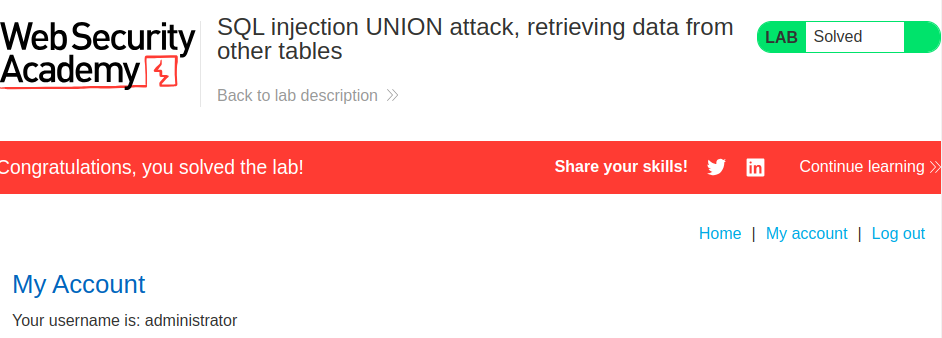 Web Security
Academy
SQL injection UNION attack, retrieving data from
other tables
Back to lab description
LAB Solved
Congratulations, you solved the lab!
Share your skills!
Continue learning
Home | My account | Log out
My Account
Your username is: administrator